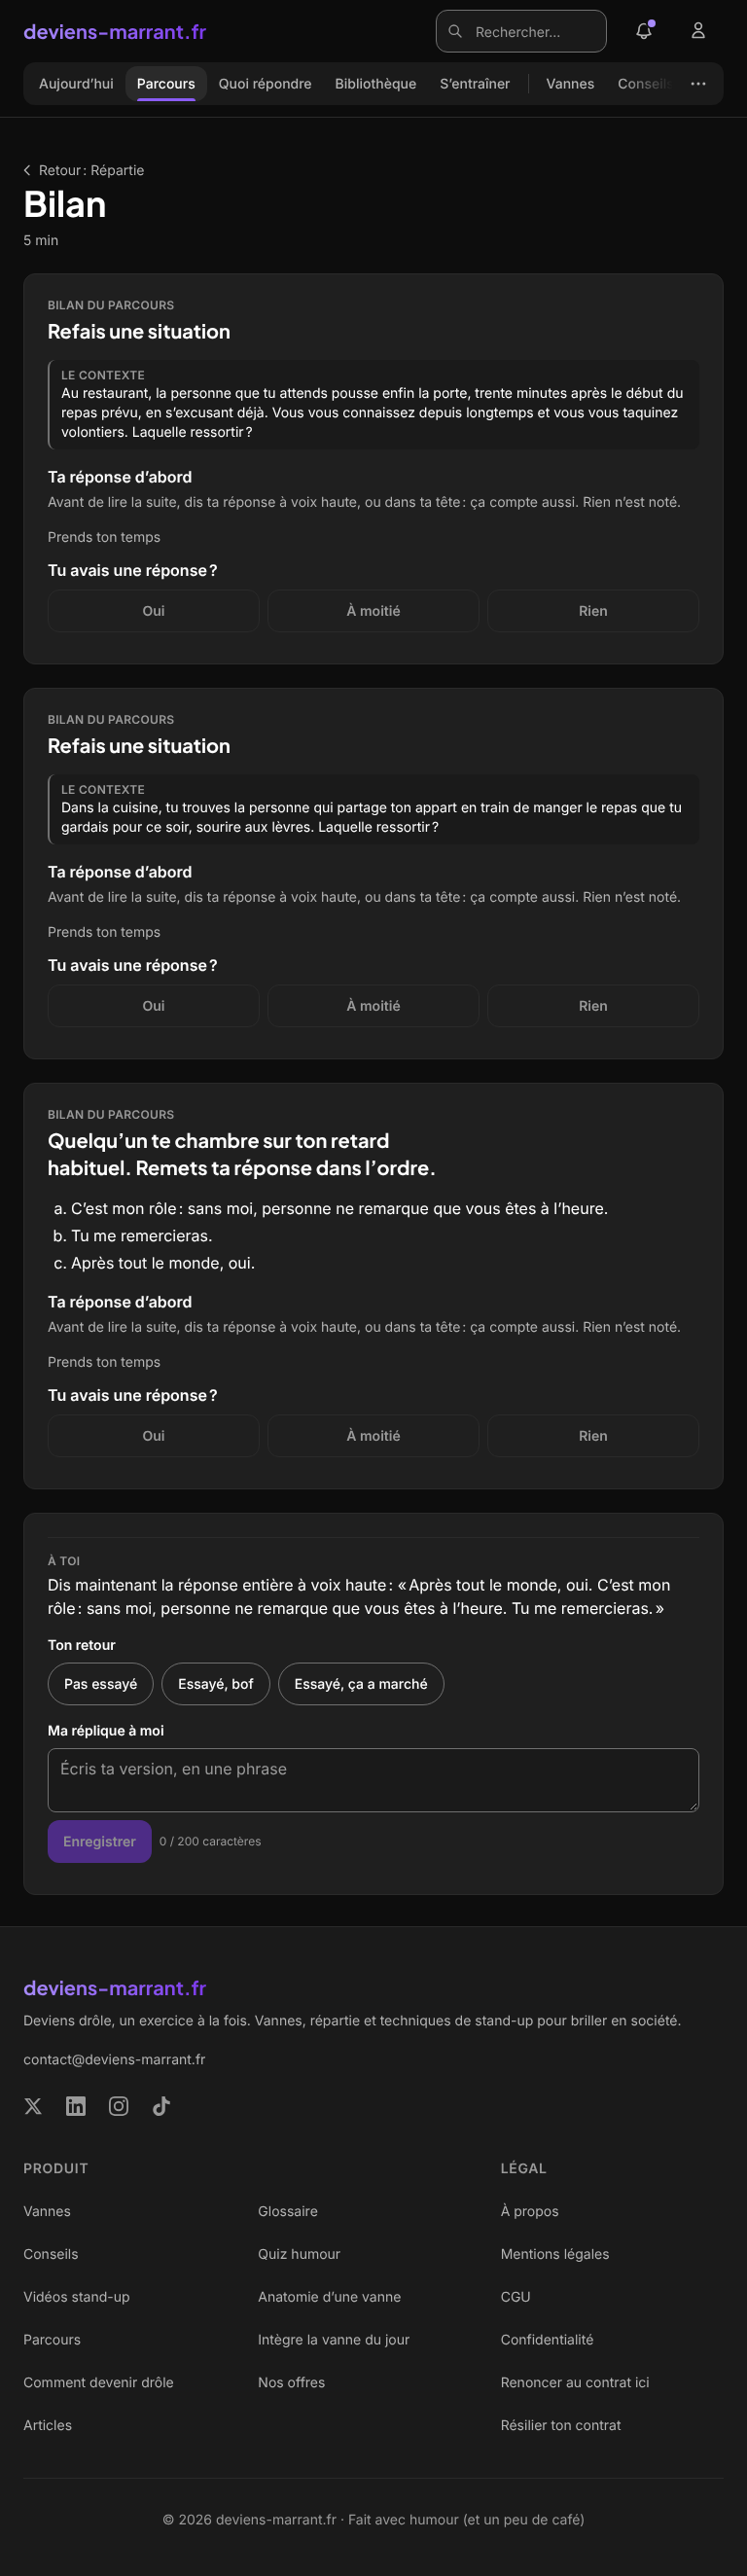 deviens-marrant.fr
Rechercher...
Aujourd’hui
Parcours
Quoi répondre
Bibliothèque
S’entraîner
Vannes
Conseils
Retour : Répartie
Bilan
5 min
BILAN DU PARCOURS
Refais une situation
LE CONTEXTE
Au restaurant, la personne que tu attends pousse enfin la porte, trente minutes après le début du
repas prévu, en s’excusant déjà. Vous vous connaissez depuis longtemps et vous vous taquinez
volontiers. Laquelle ressortir ?
Ta réponse d’abord
Avant de lire la suite, dis ta réponse à voix haute, ou dans ta tête : ça compte aussi. Rien n’est noté.
Prends ton temps
Tu avais une réponse ?
Oui
À moitié
Rien
BILAN DU PARCOURS
Refais une situation
LE CONTEXTE
Dans la cuisine, tu trouves la personne qui partage ton appart en train de manger le repas que tu
gardais pour ce soir, sourire aux lèvres. Laquelle ressortir ?
Ta réponse d’abord
Avant de lire la suite, dis ta réponse à voix haute, ou dans ta tête : ça compte aussi. Rien n’est noté.
Prends ton temps
Tu avais une réponse ?
Oui
À moitié
Rien
BILAN DU PARCOURS
Quelqu’un te chambre sur ton retard
habituel. Remets ta réponse dans l’ordre.
a. C’est mon rôle : sans moi, personne ne remarque que vous êtes à l’heure.
b. Tu me remercieras.
c. Après tout le monde, oui.
Ta réponse d’abord
Avant de lire la suite, dis ta réponse à voix haute, ou dans ta tête : ça compte aussi. Rien n’est noté.
Prends ton temps
Tu avais une réponse ?
Oui
À moitié
Rien
À TOI
Dis maintenant la réponse entière à voix haute : « Après tout le monde, oui. C’est mon
rôle : sans moi, personne ne remarque que vous êtes à l’heure. Tu me remercieras. »
Ton retour
Pas essayé
Essayé, bof
Essayé, ça a marché
Ma réplique à moi
Écris ta version, en une phrase
Enregistrer
0 / 200 caractères
deviens-marrant.fr
Deviens drôle, un exercice à la fois. Vannes, répartie et techniques de stand-up pour briller en société.
contact@deviens-marrant.fr
PRODUIT
Vannes
Conseils
Vidéos stand-up
Parcours
Comment devenir drôle
Articles
Glossaire
Quiz humour
Anatomie d’une vanne
Intègre la vanne du jour
Nos offres
LÉGAL
À propos
Mentions légales
CGU
Confidentialité
Renoncer au contrat ici
Résilier ton contrat
© 2026 deviens-marrant.fr · Fait avec humour (et un peu de café)